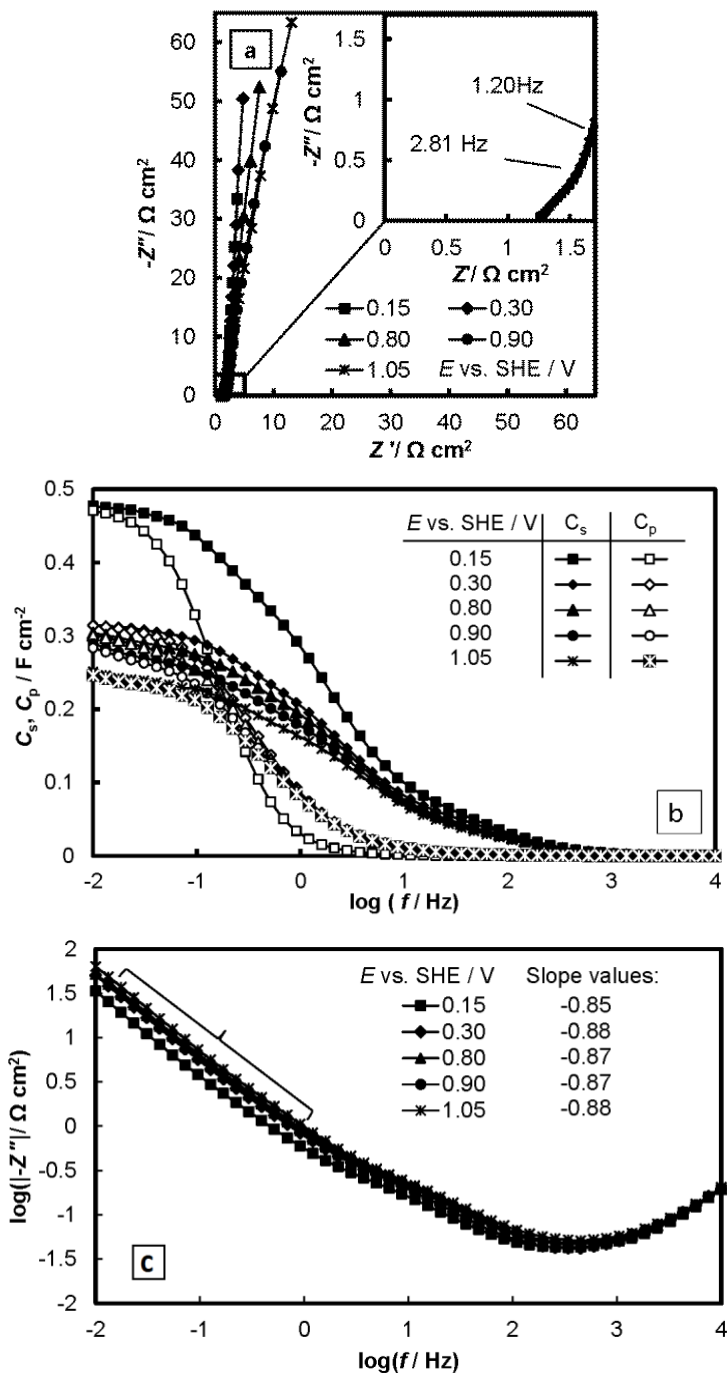 a
60
50
40
30
20
10
0
-Z"/ Ω cm²
0 10 20 30 40 50 60
Z '/ Ω cm²
1.5
1
0.5
0
-Z"/ Ω cm²
0 0.5 1 1.5
Z'/ Ω cm²
1.20Hz
2.81 Hz
0.15 0.30
0.80 0.90
1.05 E vs. SHE / V
0.5
0.4
0.3
0.2
0.1
0
Cs, Cp / F cm⁻²
E vs. SHE / V Cs Cp
0.15
0.30
0.80
0.90
1.05
b
-2 -1 0 1 2 3 4
log ( f / Hz)
2
1.5
1
0.5
0
-0.5
-1
-1.5
-2
log(|-Z"|/ Ω cm²)
E vs. SHE / V Slope values:
0.15 -0.85
0.30 -0.88
0.80 -0.87
0.90 -0.87
1.05 -0.88
c
-2 -1 0 1 2 3 4
log(f / Hz)